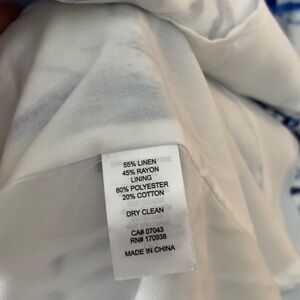 55% LINEN
45% RAYON
LINING
80% POLYESTER
20% COTTON
DRY CLEAN
CA# 07043
RN# 170938
MADE IN CHINA